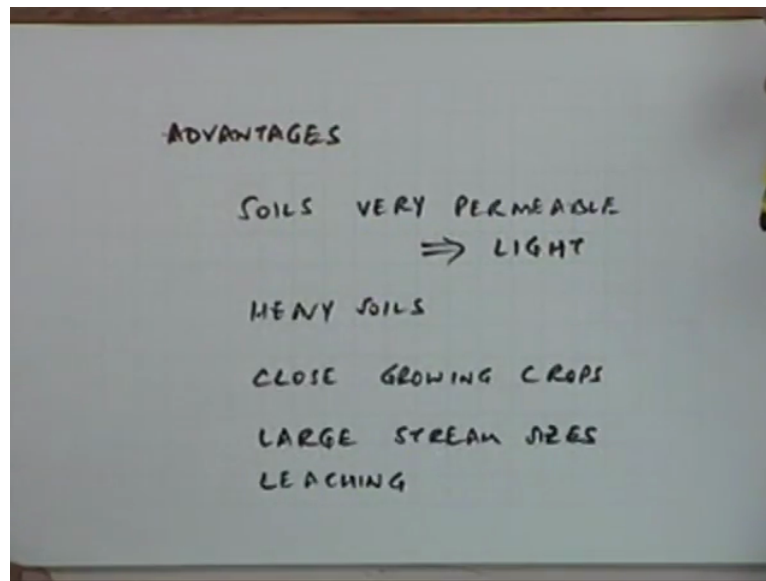 ADVANTAGES
SOILS VERY PERMEABLE
⇒ LIGHT
HEAVY SOILS
CLOSE GROWING CROPS
LARGE STREAM SIZES
LEACHING